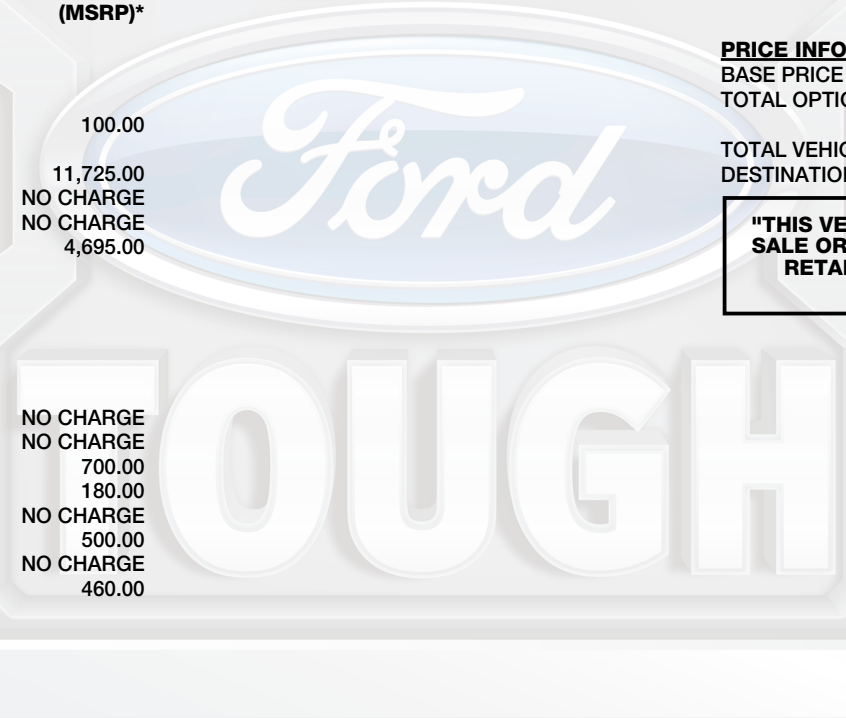 (MSRP)*
100.00
11,725.00
NO CHARGE
NO CHARGE
4,695.00
NO CHARGE
NO CHARGE
700.00
180.00
NO CHARGE
500.00
NO CHARGE
460.00
PRICE INFO
BASE PRICE
TOTAL OPTIO
TOTAL VEHIC
DESTINATION
"THIS VE
SALE OR
RETAI
Ford
TOUGH